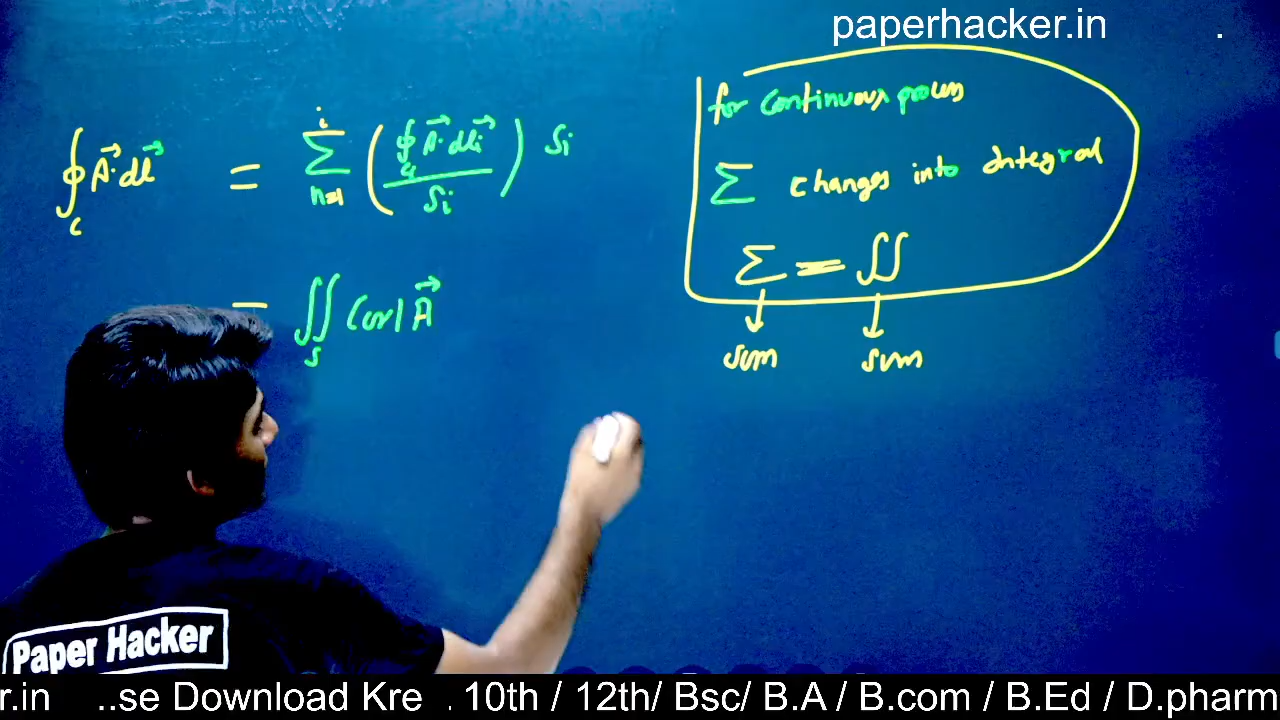 paperhacker.in .
for Continuous process
∮ A⃗·dl⃗ = Σ ( ∮ A⃗·dl⃗i / Si ) Si
c
i
n=1
Σ changes into Integral
Σ = ∬
= ∬ Curl A⃗
s
sum sum
Paper Hacker
r.in ..se Download Kre . 10th / 12th/ Bsc/ B.A / B.com / B.Ed / D.pharm